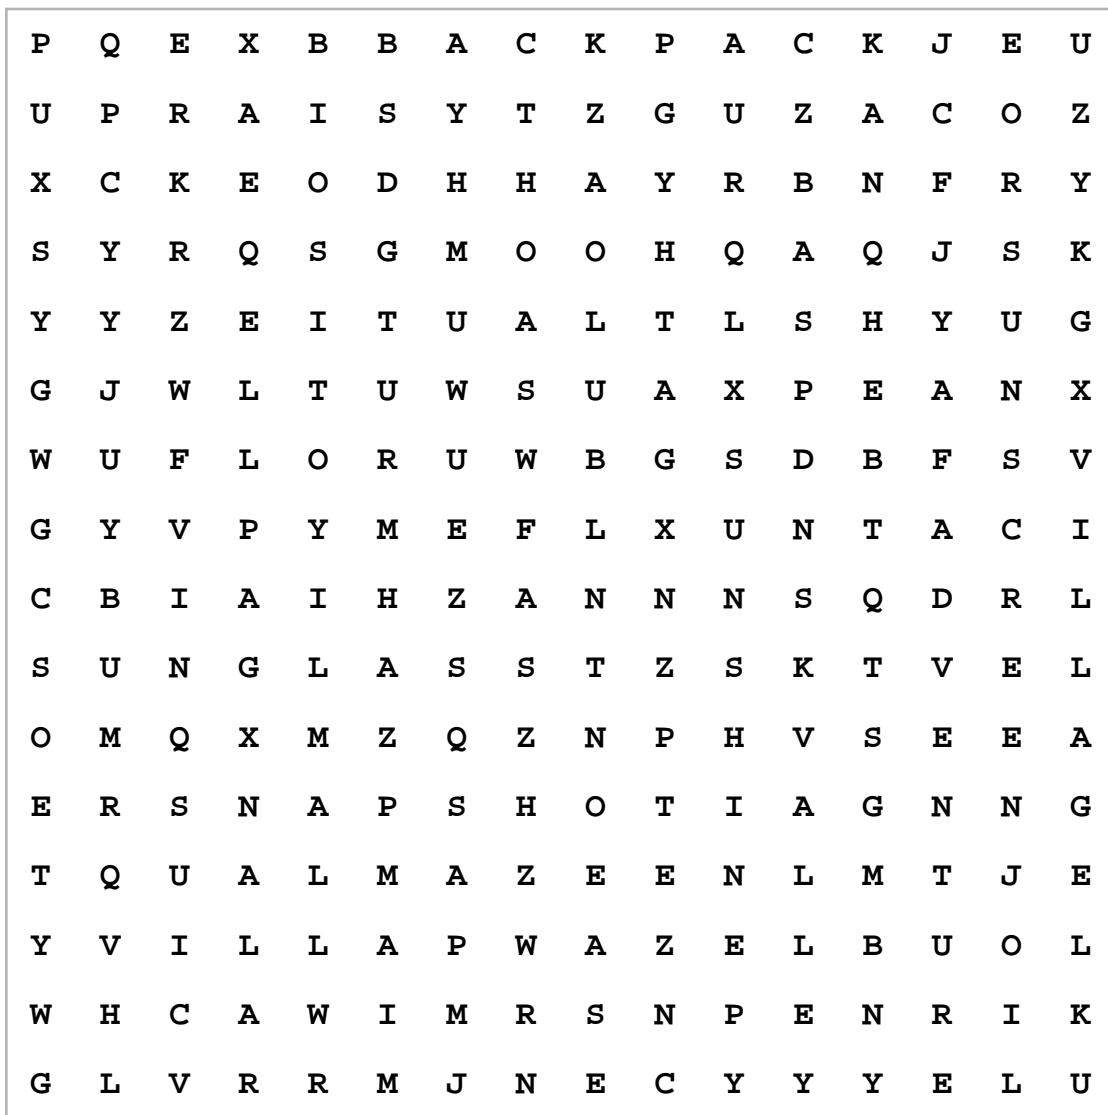 P Q E X B B A C K P A C K J E U
U P R A I S Y T Z G U Z A C O Z
X C K E O D H H A Y R B N F R Y
S Y R Q S G M O O H Q A Q J S K
Y Y Z E I T U A L T L S H Y U G
G J W L T U W S U A X P E A N X
W U F L O R U W B G S D B F S V
G Y V P Y M E F L X U N T A C I
C B I A I H Z A N N N S Q D R L
S U N G L A S S T Z S K T V E L
O M Q X M Z Q Z N P H V S E E A
E R S N A P S H O T I A G N N G
T Q U A L M A Z E E N L M T J E
Y V I L L A P W A Z E L B U O L
W H C A W I M R S N P E N R I K
G L V R R M J N E C Y Y Y E L U